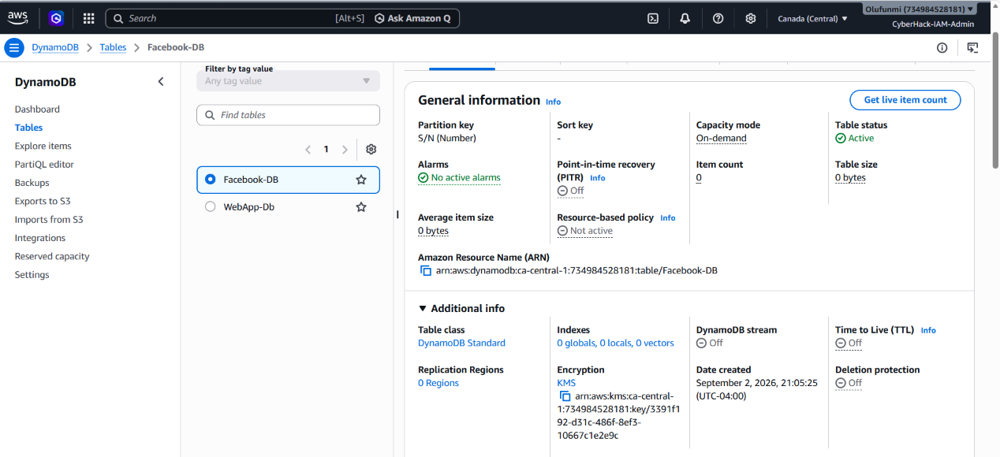 aws
Search [Alt+S] Ask Amazon Q
Canada (Central)
Olufunmi (734984528181)
CyberHack-IAM-Admin
DynamoDB > Tables > Facebook-DB
DynamoDB
Dashboard
Tables
Explore items
PartiQL editor
Backups
Exports to S3
Imports from S3
Integrations
Reserved capacity
Settings
Filter by tag value
Any tag value
Find tables
1
Facebook-DB
WebApp-Db
General information Info
Get live item count
Partition key
S/N (Number)
Sort key
-
Capacity mode
On-demand
Table status
Active
Alarms
No active alarms
Point-in-time recovery
(PITR) Info
Off
Item count
0
Table size
0 bytes
Average item size
0 bytes
Resource-based policy Info
Not active
Amazon Resource Name (ARN)
arn:aws:dynamodb:ca-central-1:734984528181:table/Facebook-DB
Additional info
Table class
DynamoDB Standard
Indexes
0 globals, 0 locals, 0 vectors
DynamoDB stream
Off
Time to Live (TTL) Info
Off
Replication Regions
0 Regions
Encryption
KMS
arn:aws:kms:ca-central-
1:734984528181:key/3391f1
92-d31c-486f-8ef3-
10667c1e2e9c
Date created
September 2, 2026, 21:05:25
(UTC-04:00)
Deletion protection
Off